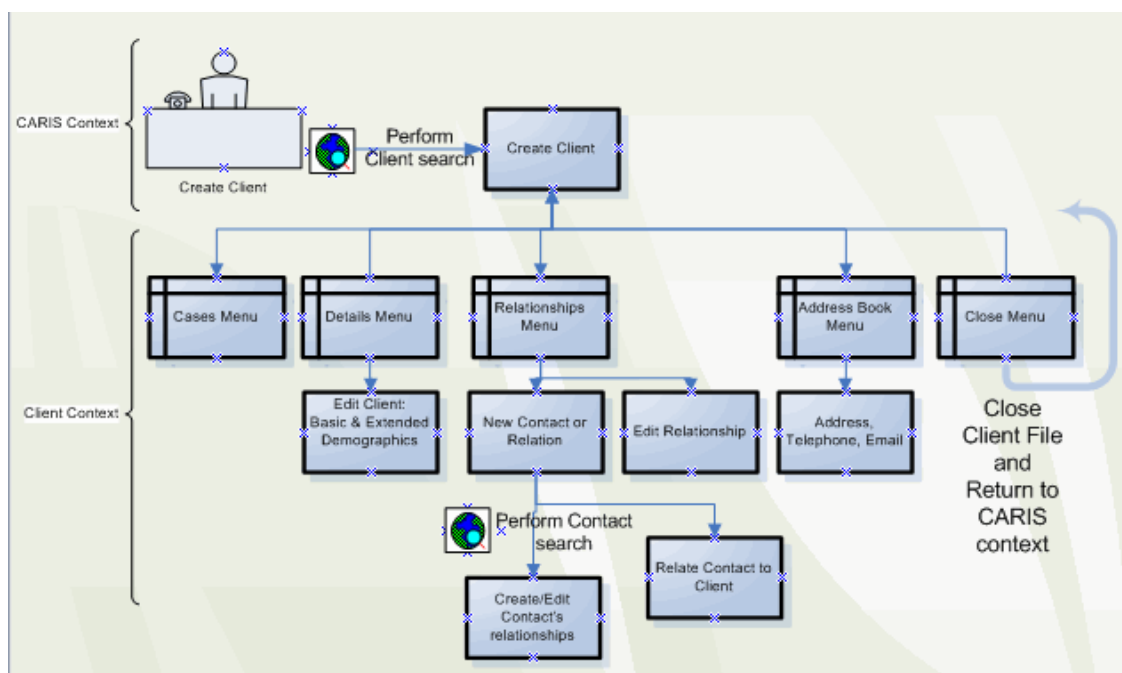 CARIS Context
Create Client
Perform
Client search
Create Client
Client Context
Cases Menu
Details Menu
Relationships
Menu
Address Book
Menu
Close Menu
Edit Client:
Basic & Extended
Demographics
New Contact or
Relation
Edit Relationship
Address,
Telephone, Email
Close
Client File
and
Return to
CARIS
context
Perform Contact
search
Relate Contact to
Client
Create/Edit
Contact's
relationships